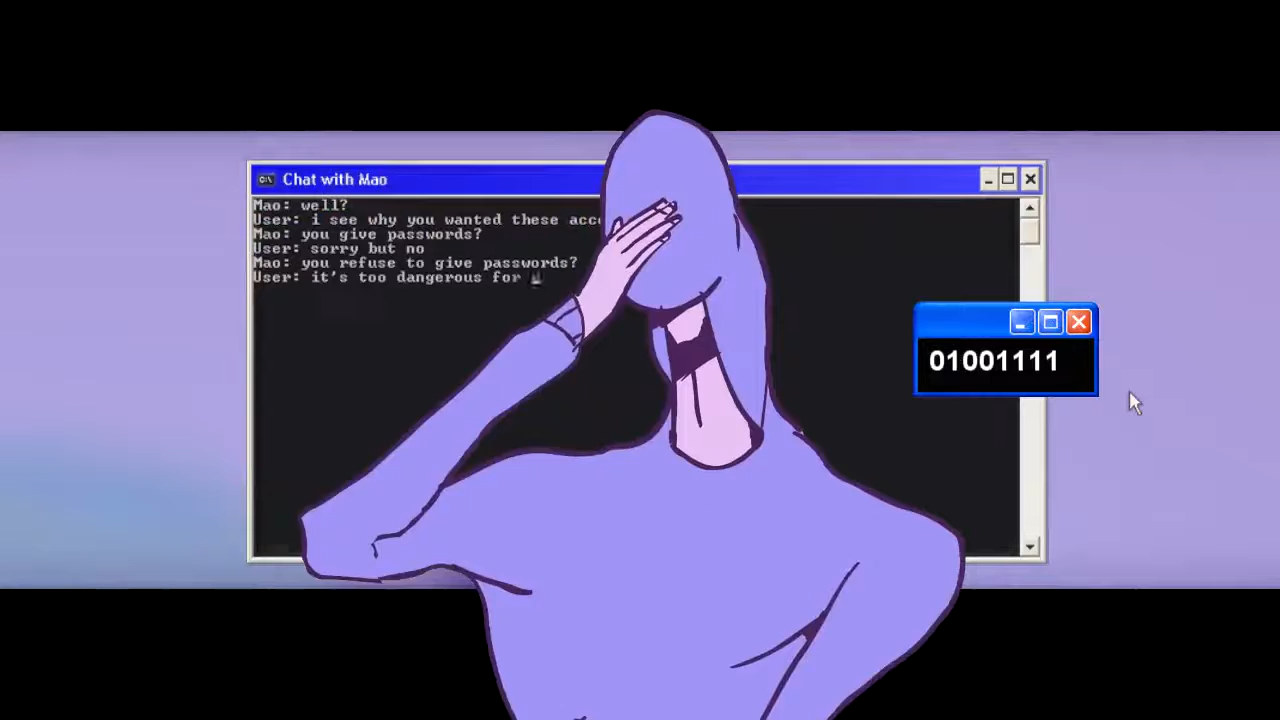 Chat with Mao
Mao: well?
User: i see why you wanted these acc
Mao: you give passwords?
User: sorry but no
Mao: you refuse to give passwords?
User: it's too dangerous for
01001111